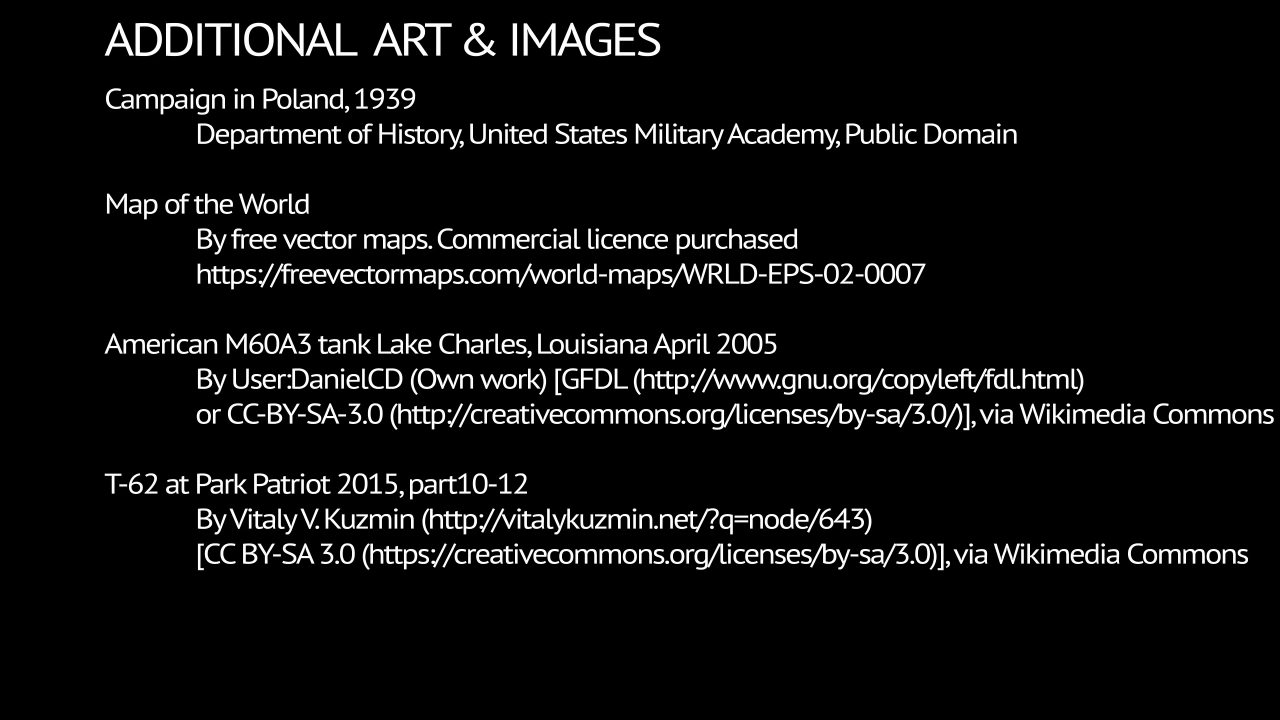 ADDITIONAL ART & IMAGES
Campaign in Poland, 1939
Department of History, United States Military Academy, Public Domain
Map of the World
By free vector maps. Commercial licence purchased
https://freevectormaps.com/world-maps/WRLD-EPS-02-0007
American M60A3 tank Lake Charles, Louisiana April 2005
By User:DanielCD (Own work) [GFDL (http://www.gnu.org/copyleft/fdl.html)
or CC-BY-SA-3.0 (http://creativecommons.org/licenses/by-sa/3.0/)], via Wikimedia Commons
T-62 at Park Patriot 2015, part10-12
By Vitaly V. Kuzmin (http://vitalykuzmin.net/?q=node/643)
[CC BY-SA 3.0 (https://creativecommons.org/licenses/by-sa/3.0)], via Wikimedia Commons